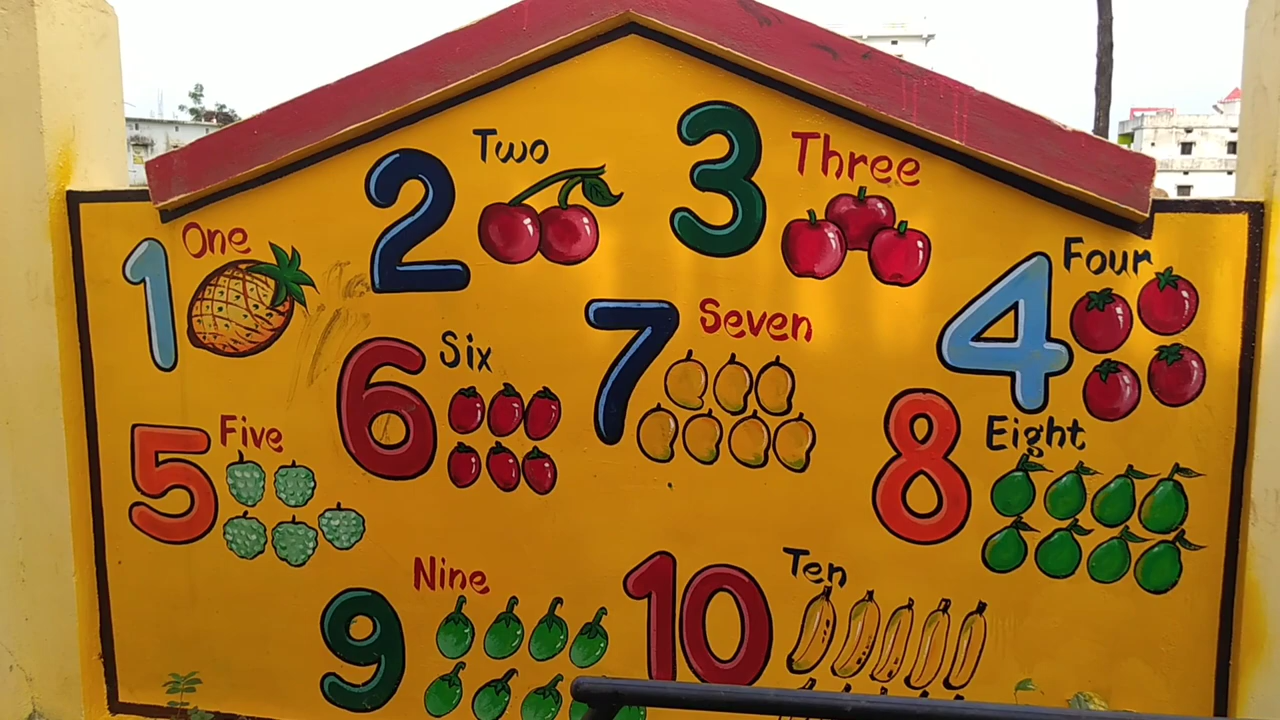 1 One
2 Two
3 Three
4 Four
5 Five
6 Six
7 Seven
8 Eight
9 Nine
10 Ten